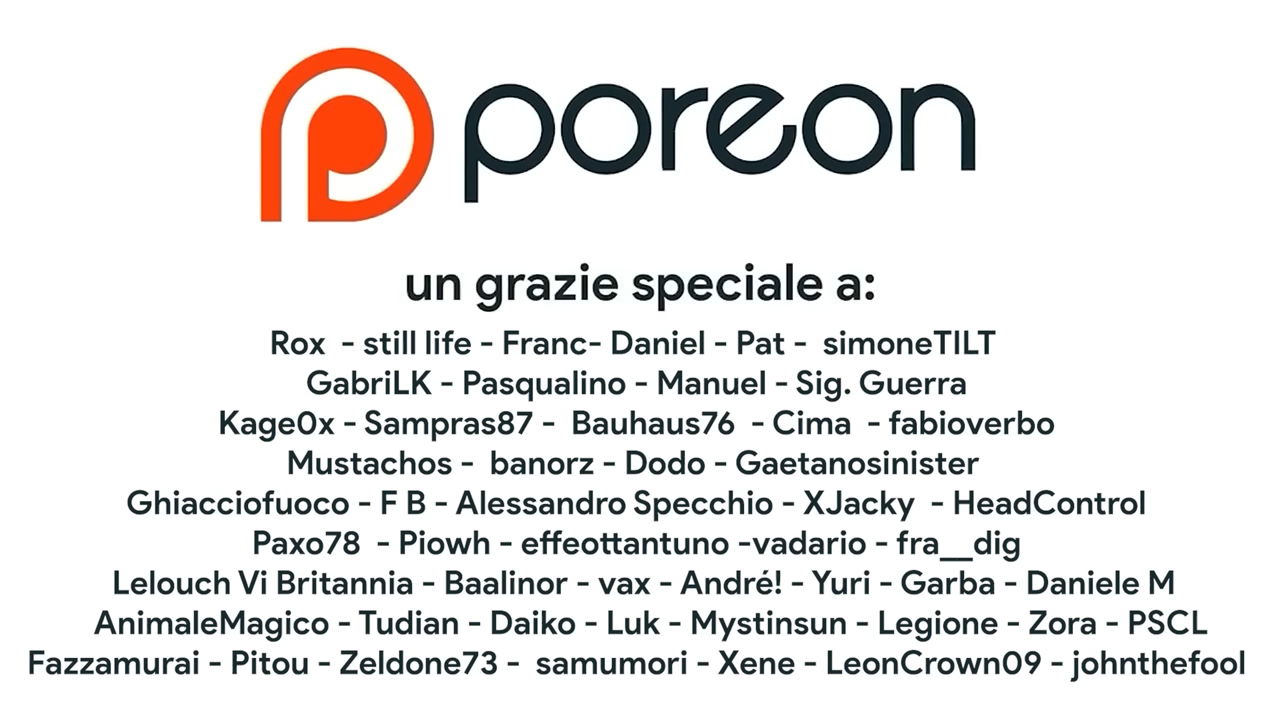 poreon
un grazie speciale a:
Rox - still life - Franc- Daniel - Pat - simoneTILT
GabriLK - Pasqualino - Manuel - Sig. Guerra
Kage0x - Sampras87 - Bauhaus76 - Cima - fabioverbo
Mustachos - banorz - Dodo - Gaetanosinister
Ghiacciofuoco - F B - Alessandro Specchio - XJacky - HeadControl
Paxo78 - Piowh - effeottantuno -vadario - fra__dig
Lelouch Vi Britannia - Baalinor - vax - André! - Yuri - Garba - Daniele M
AnimaleMagico - Tudian - Daiko - Luk - Mystinsun - Legione - Zora - PSCL
Fazzamurai - Pitou - Zeldone73 - samumori - Xene - LeonCrown09 - johnthefool